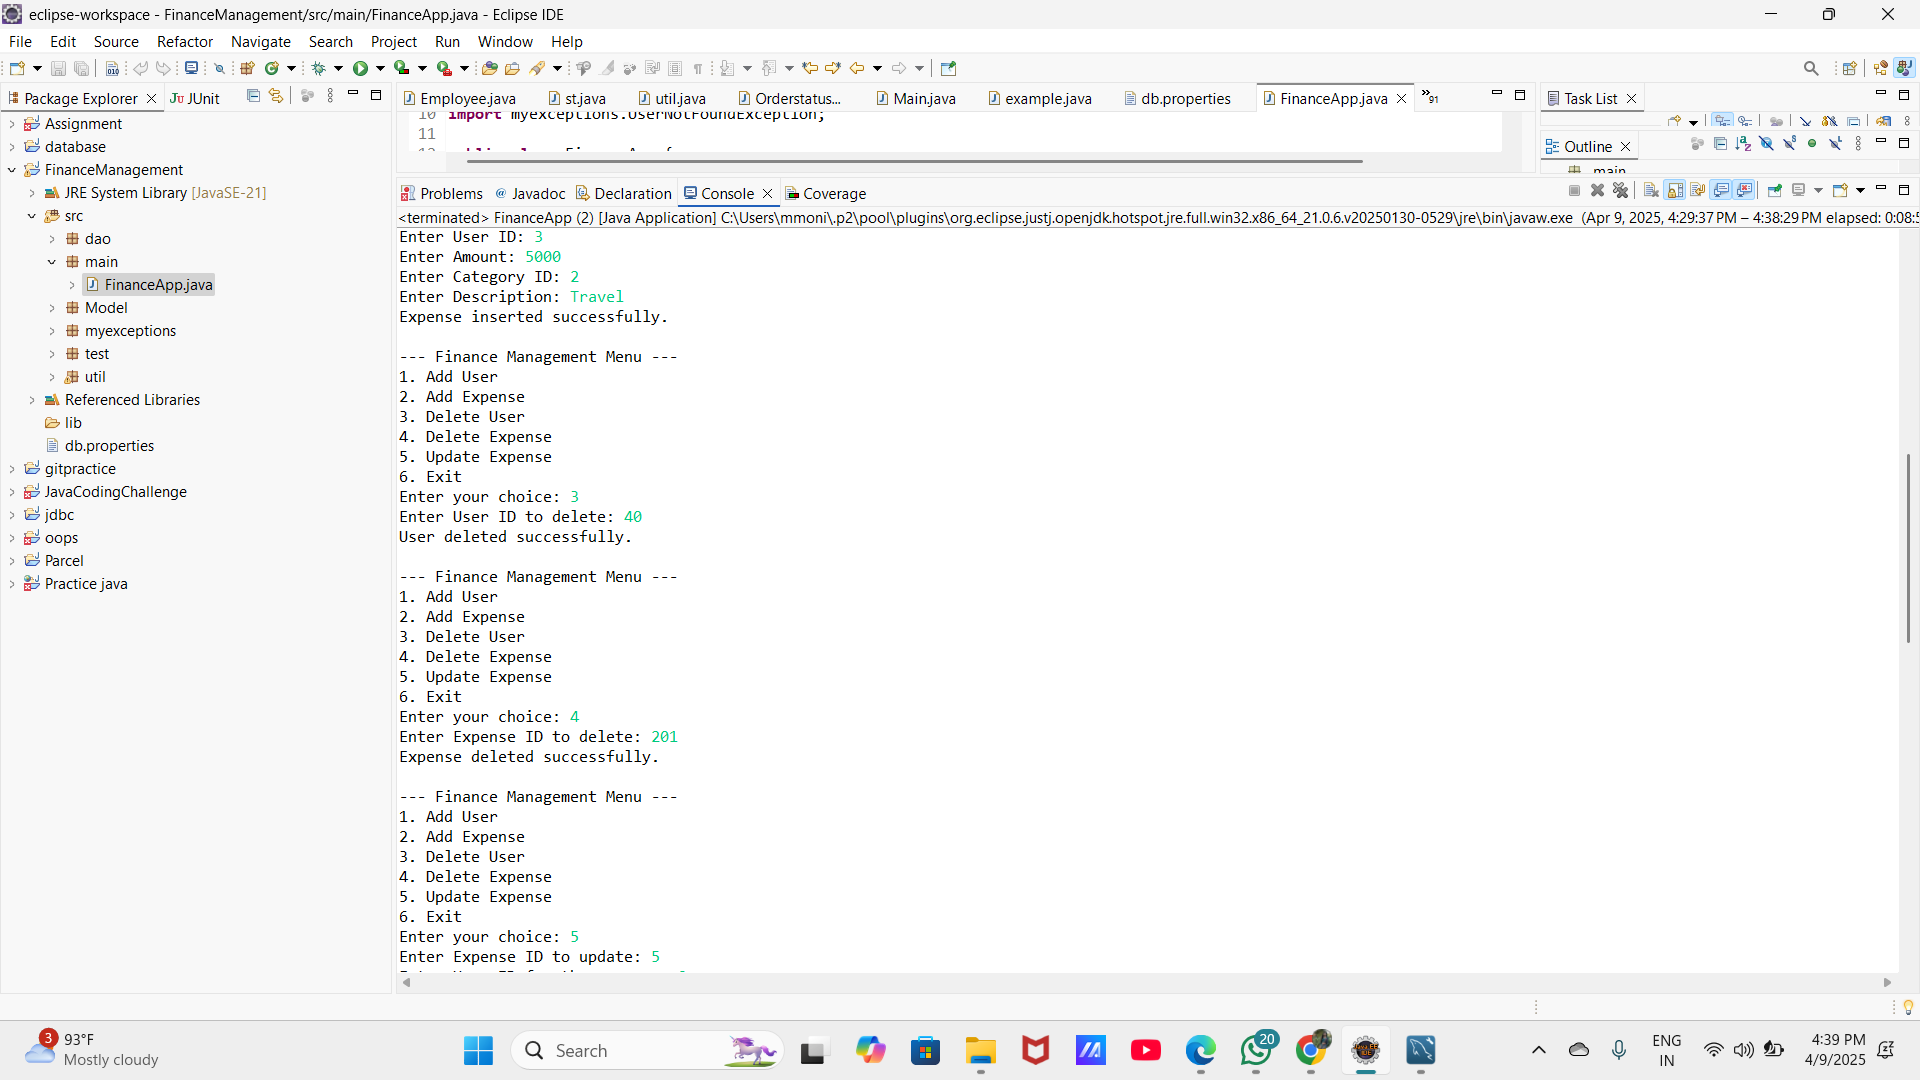 eclipse-workspace - FinanceManagement/src/main/FinanceApp.java - Eclipse IDE
File Edit Source Refactor Navigate Search Project Run Window Help
Package Explorer JUnit
Employee.java st.java util.java Orderstatus... Main.java example.java db.properties FinanceApp.java 91
Task List
Outline
main
10 import myexceptions.UserNotFoundException;
11
Assignment
database
FinanceManagement
JRE System Library [JavaSE-21]
src
dao
main
FinanceApp.java
Model
myexceptions
test
util
Referenced Libraries
lib
db.properties
gitpractice
JavaCodingChallenge
jdbc
oops
Parcel
Practice java
Problems Javadoc Declaration Console Coverage
<terminated> FinanceApp (2) [Java Application] C:\Users\mmoni\.p2\pool\plugins\org.eclipse.justj.openjdk.hotspot.jre.full.win32.x86_64_21.0.6.v20250130-0529\jre\bin\javaw.exe (Apr 9, 2025, 4:29:37 PM – 4:38:29 PM elapsed: 0:08:5
Enter User ID: 3
Enter Amount: 5000
Enter Category ID: 2
Enter Description: Travel
Expense inserted successfully.
--- Finance Management Menu ---
1. Add User
2. Add Expense
3. Delete User
4. Delete Expense
5. Update Expense
6. Exit
Enter your choice: 3
Enter User ID to delete: 40
User deleted successfully.
--- Finance Management Menu ---
1. Add User
2. Add Expense
3. Delete User
4. Delete Expense
5. Update Expense
6. Exit
Enter your choice: 4
Enter Expense ID to delete: 201
Expense deleted successfully.
--- Finance Management Menu ---
1. Add User
2. Add Expense
3. Delete User
4. Delete Expense
5. Update Expense
6. Exit
Enter your choice: 5
Enter Expense ID to update: 5
3
93°F
Mostly cloudy
Search
20
ENG
IN
4:39 PM
4/9/2025